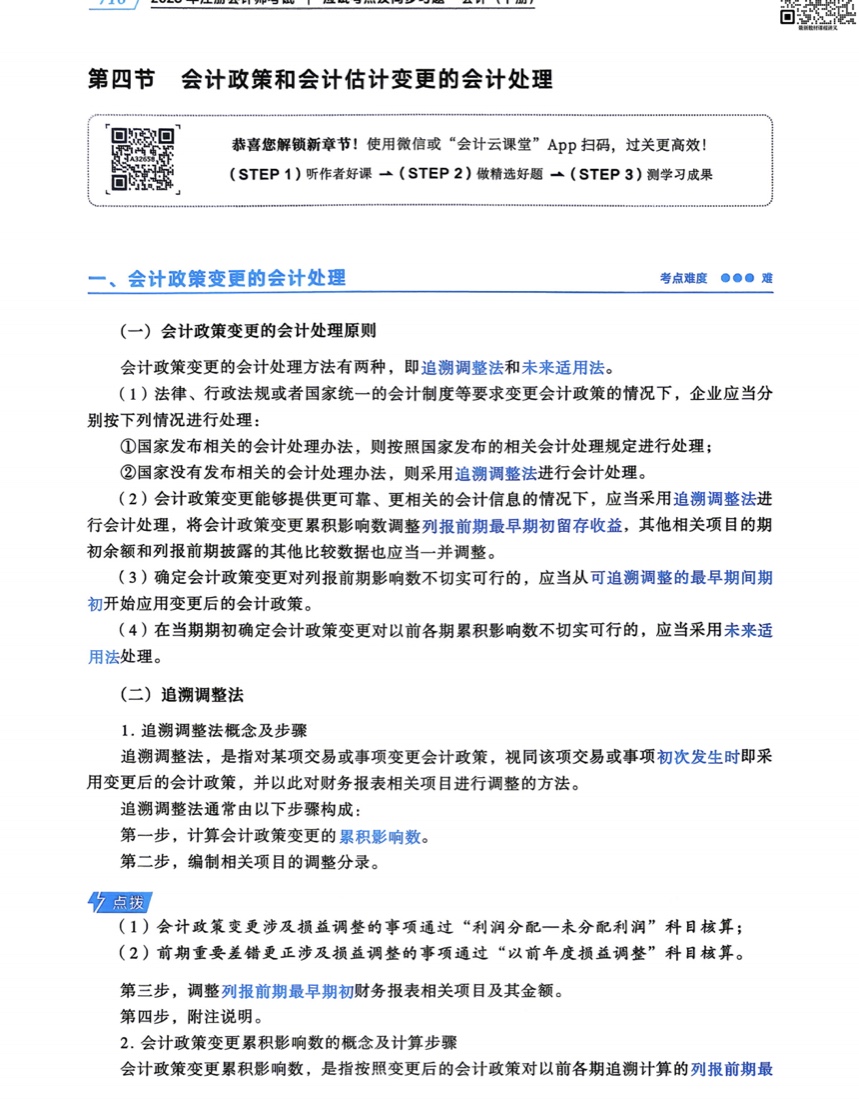 第四节 会计政策和会计估计变更的会计处理
A32658
恭喜您解锁新章节！使用微信或“会计云课堂”App 扫码，过关更高效！
（STEP 1）听作者好课 ⇀（STEP 2）做精选好题 ⇀（STEP 3）测学习成果
一、会计政策变更的会计处理 考点难度 ●●● 难
（一）会计政策变更的会计处理原则
会计政策变更的会计处理方法有两种，即追溯调整法和未来适用法。
（1）法律、行政法规或者国家统一的会计制度等要求变更会计政策的情况下，企业应当分
别按下列情况进行处理：
①国家发布相关的会计处理办法，则按照国家发布的相关会计处理规定进行处理；
②国家没有发布相关的会计处理办法，则采用追溯调整法进行会计处理。
（2）会计政策变更能够提供更可靠、更相关的会计信息的情况下，应当采用追溯调整法进
行会计处理，将会计政策变更累积影响数调整列报前期最早期初留存收益，其他相关项目的期
初余额和列报前期披露的其他比较数据也应当一并调整。
（3）确定会计政策变更对列报前期影响数不切实可行的，应当从可追溯调整的最早期间期
初开始应用变更后的会计政策。
（4）在当期期初确定会计政策变更对以前各期累积影响数不切实可行的，应当采用未来适
用法处理。
（二）追溯调整法
1. 追溯调整法概念及步骤
追溯调整法，是指对某项交易或事项变更会计政策，视同该项交易或事项初次发生时即采
用变更后的会计政策，并以此对财务报表相关项目进行调整的方法。
追溯调整法通常由以下步骤构成：
第一步，计算会计政策变更的累积影响数。
第二步，编制相关项目的调整分录。
点拨
（1）会计政策变更涉及损益调整的事项通过“利润分配—未分配利润”科目核算；
（2）前期重要差错更正涉及损益调整的事项通过“以前年度损益调整”科目核算。
第三步，调整列报前期最早期初财务报表相关项目及其金额。
第四步，附注说明。
2. 会计政策变更累积影响数的概念及计算步骤
会计政策变更累积影响数，是指按照变更后的会计政策对以前各期追溯计算的列报前期最